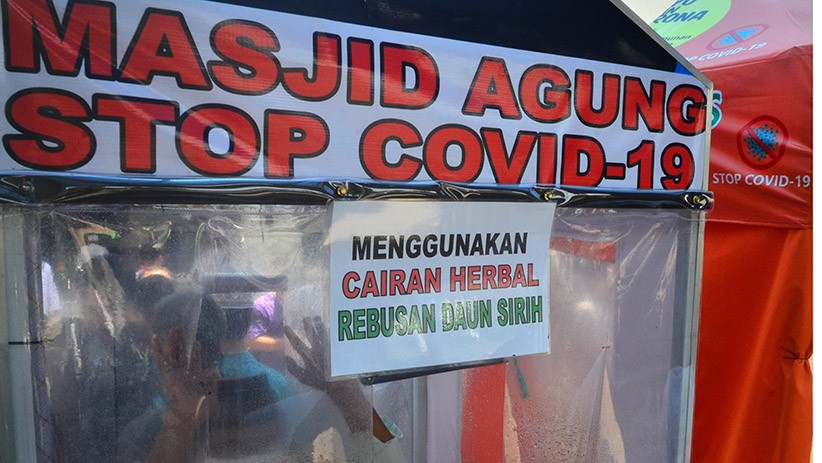 MASJID AGUNG
STOP COVID-19
MENGGUNAKAN
CAIRAN HERBAL
REBUSAN DAUN SIRIH
STOP COVID-19